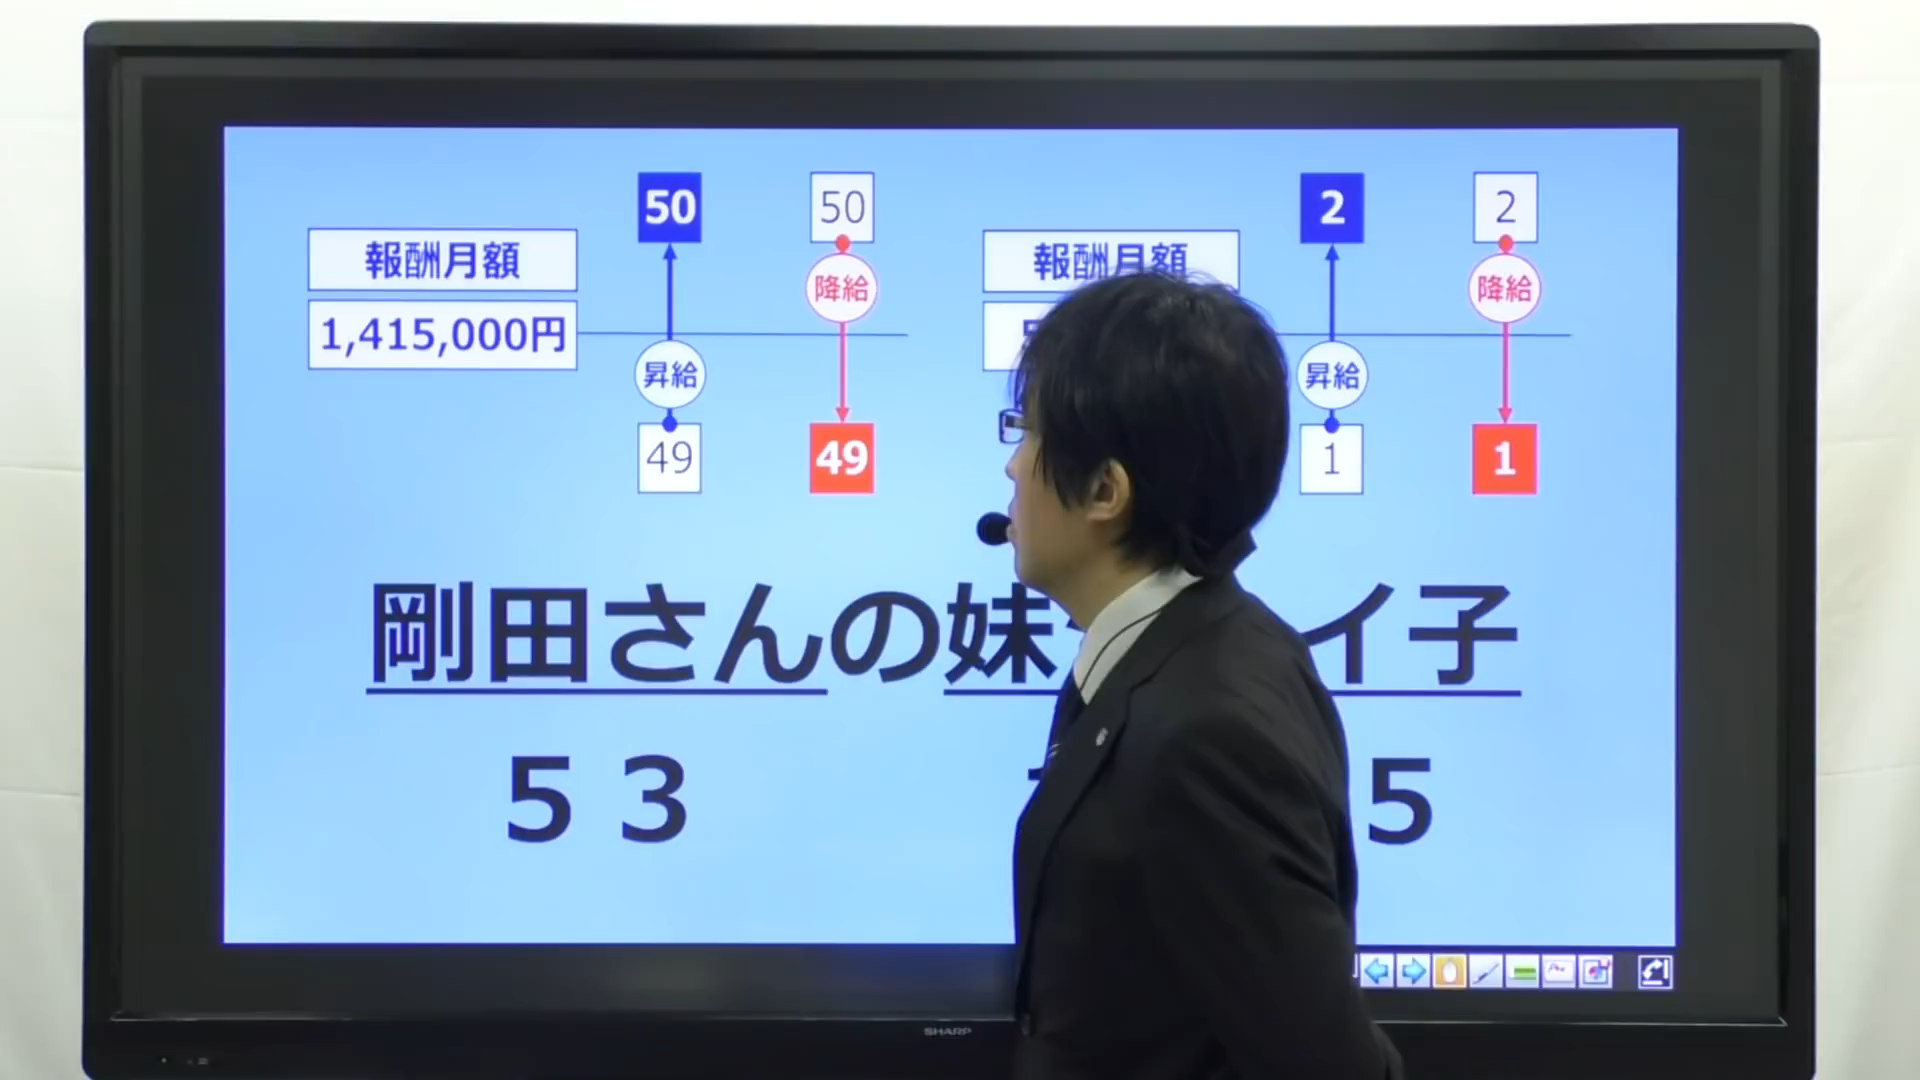 50 50 2 2
報酬月額 報酬月額
降給 降給
1,415,000円
昇給 昇給
49 49 1 1
剛田さんの妹 イ子
53 5
SHARP